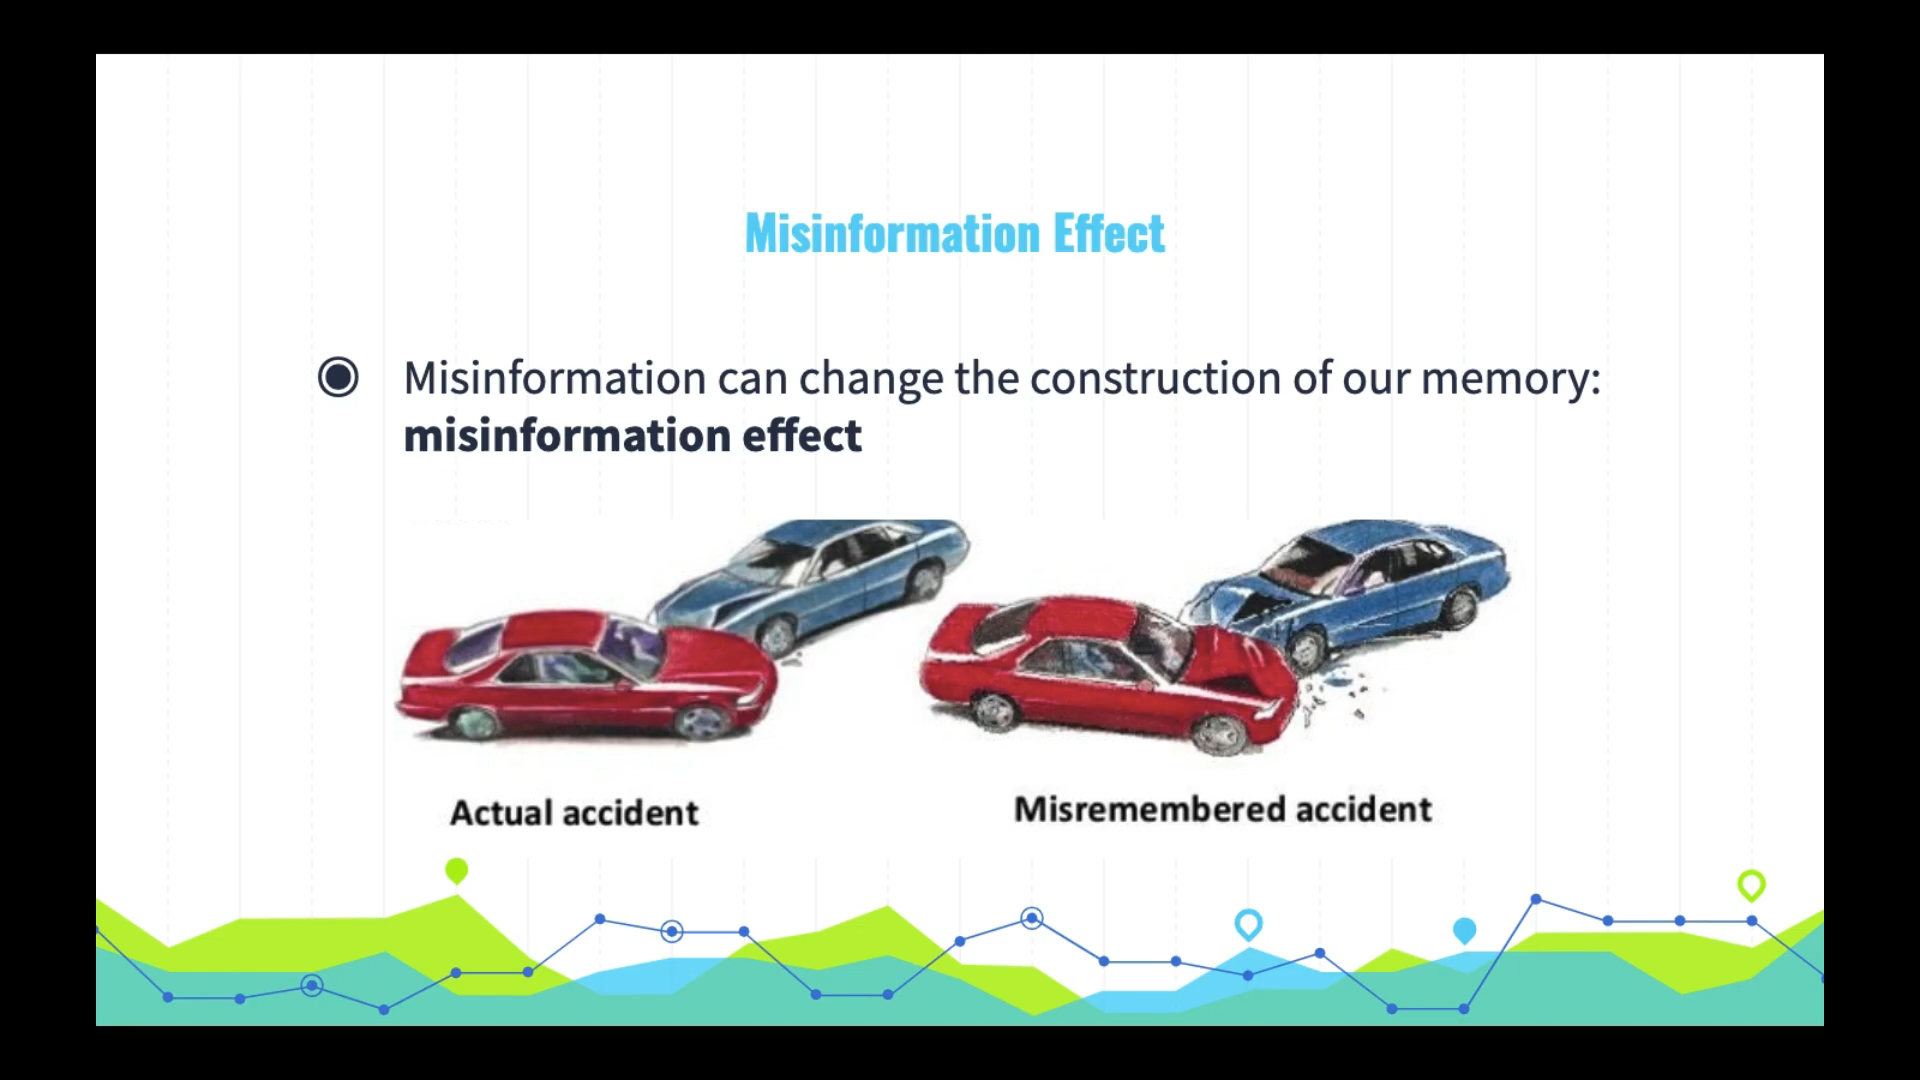 Misinformation Effect
Misinformation can change the construction of our memory:
misinformation effect
Actual accident
Misremembered accident